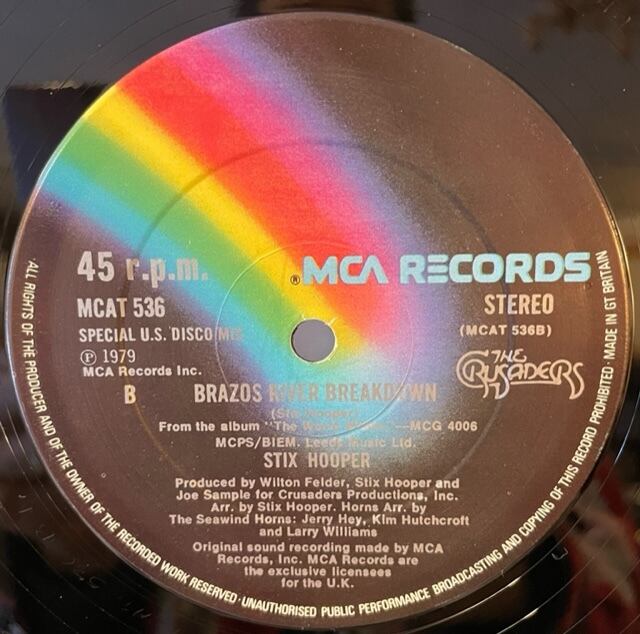 45 r.p.m.
® MCA RECORDS
MCAT 536
STEREO
SPECIAL U.S. DISCO MIX
(MCAT 536B)
Ⓟ 1979
MCA Records Inc.
THE CRUSADERS
B
BRAZOS RIVER BREAKDOWN
(Stix Hooper)
From the album "The World Within"—MCG 4006
MCPS/BIEM. Leeds Music Ltd.
STIX HOOPER
Produced by Wilton Felder, Stix Hooper and
Joe Sample for Crusaders Productions, Inc.
Arr. by Stix Hooper. Horns Arr. by
The Seawind Horns: Jerry Hey, Kim Hutchcroft
and Larry Williams
Original sound recording made by MCA
Records, Inc. MCA Records are
the exclusive licensees
for the U.K.
ALL RIGHTS OF THE PRODUCER AND OF THE OWNER OF THE RECORDED WORK RESERVED·UNAUTHORISED PUBLIC PERFORMANCE BROADCASTING AND COPYING OF THIS RECORD PROHIBITED·MADE IN GT BRITAIN